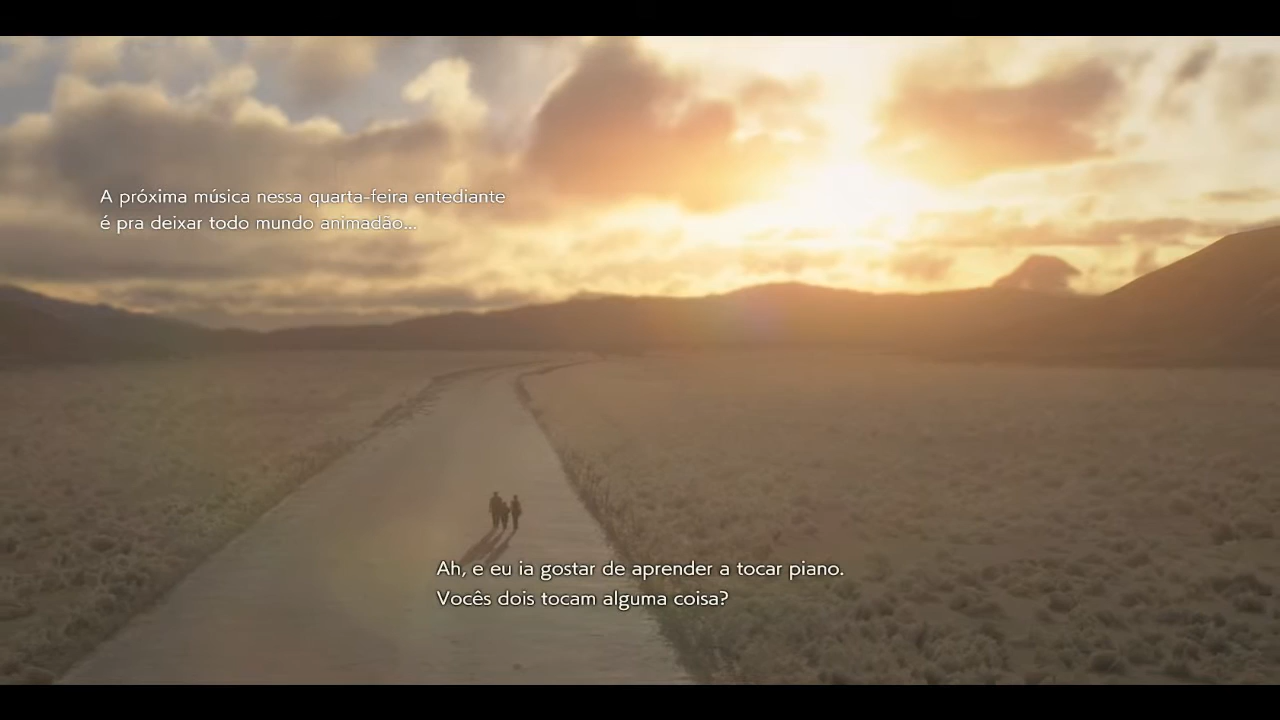 A próxima música nessa quarta-feira entediante
é pra deixar todo mundo animadão...
Ah, e eu ia gostar de aprender a tocar piano.
Vocês dois tocam alguma coisa?